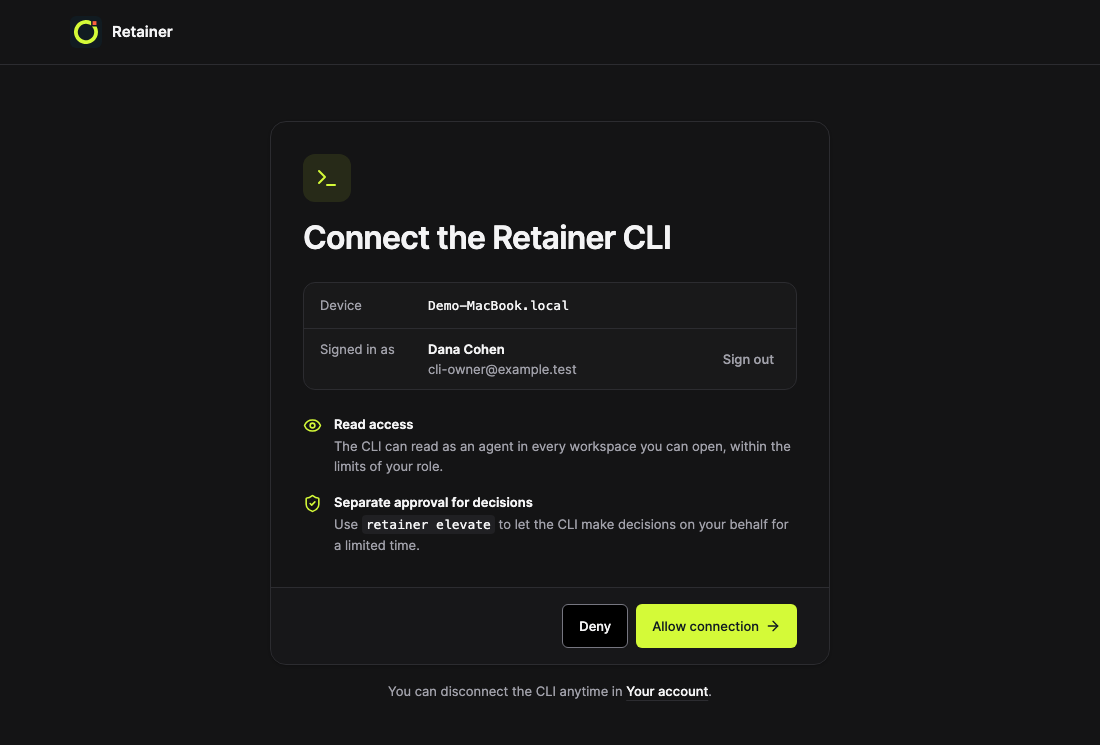 Retainer
Connect the Retainer CLI
Device Demo-MacBook.local
Signed in as Dana Cohen
cli-owner@example.test
Sign out
Read access
The CLI can read as an agent in every workspace you can open, within the
limits of your role.
Separate approval for decisions
Use retainer elevate to let the CLI make decisions on your behalf for
a limited time.
Deny Allow connection →
You can disconnect the CLI anytime in Your account.